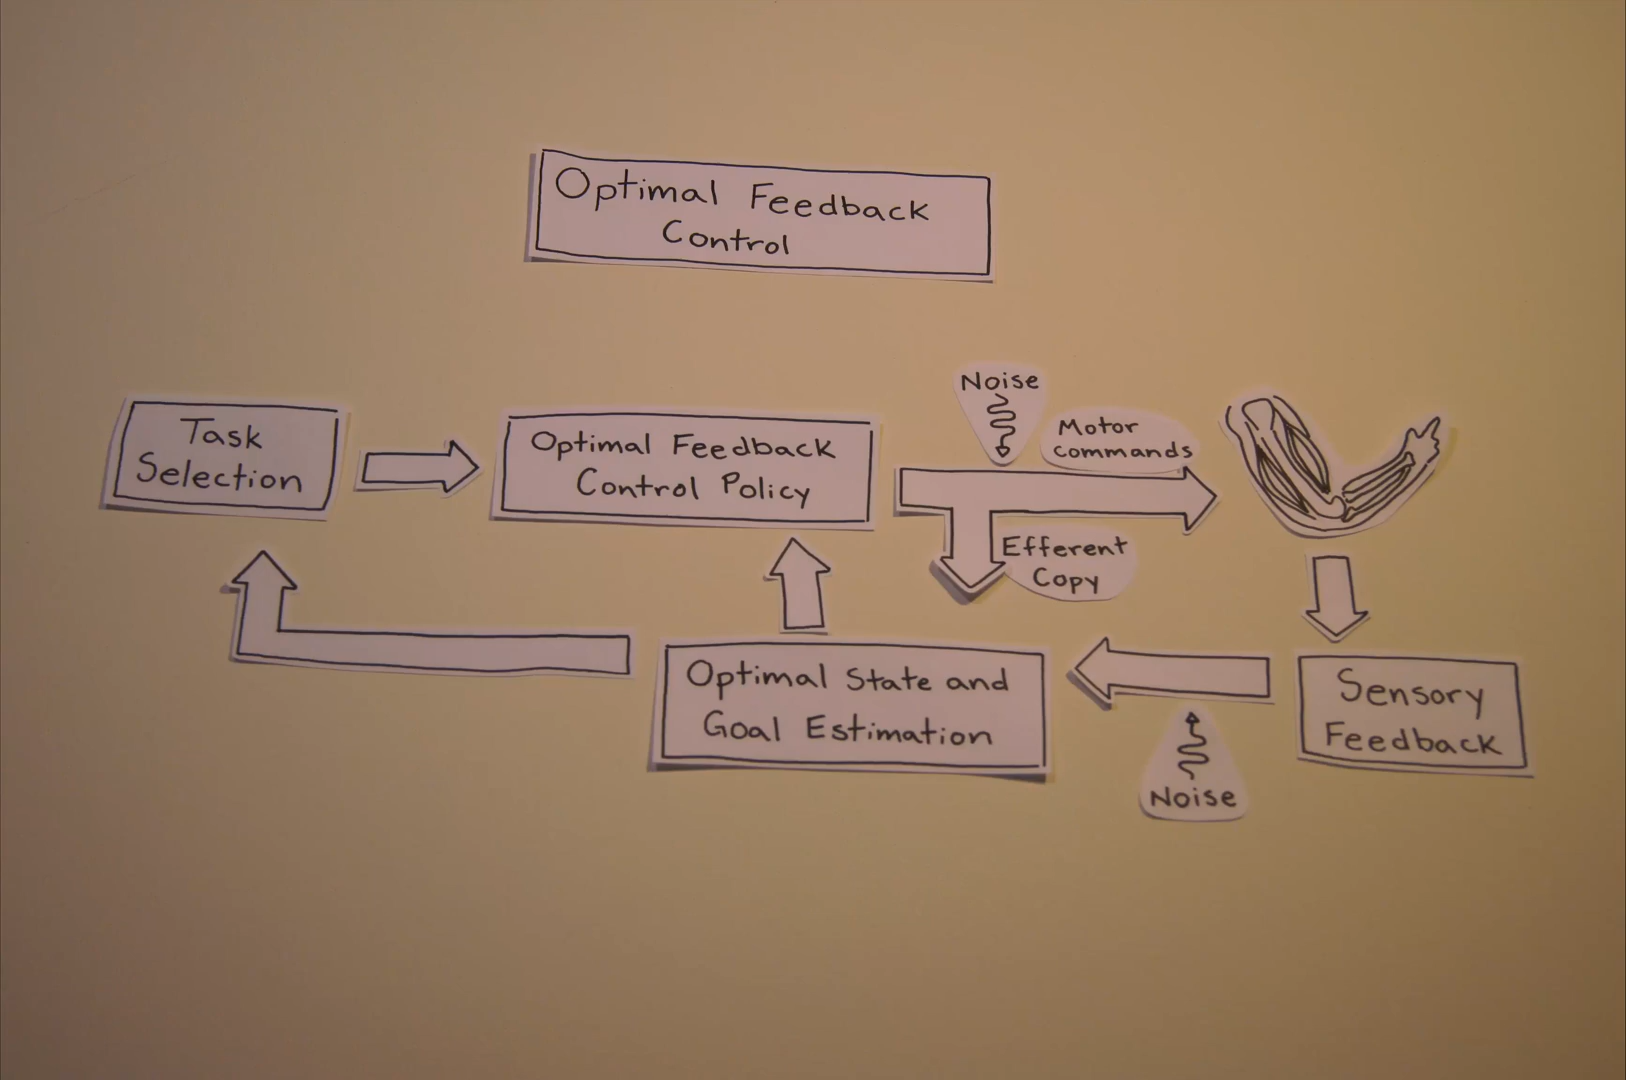 Optimal Feedback
Control
Task
Selection
Optimal Feedback
Control Policy
Noise
Motor
commands
Efferent
Copy
Optimal State and
Goal Estimation
Sensory
Feedback
Noise